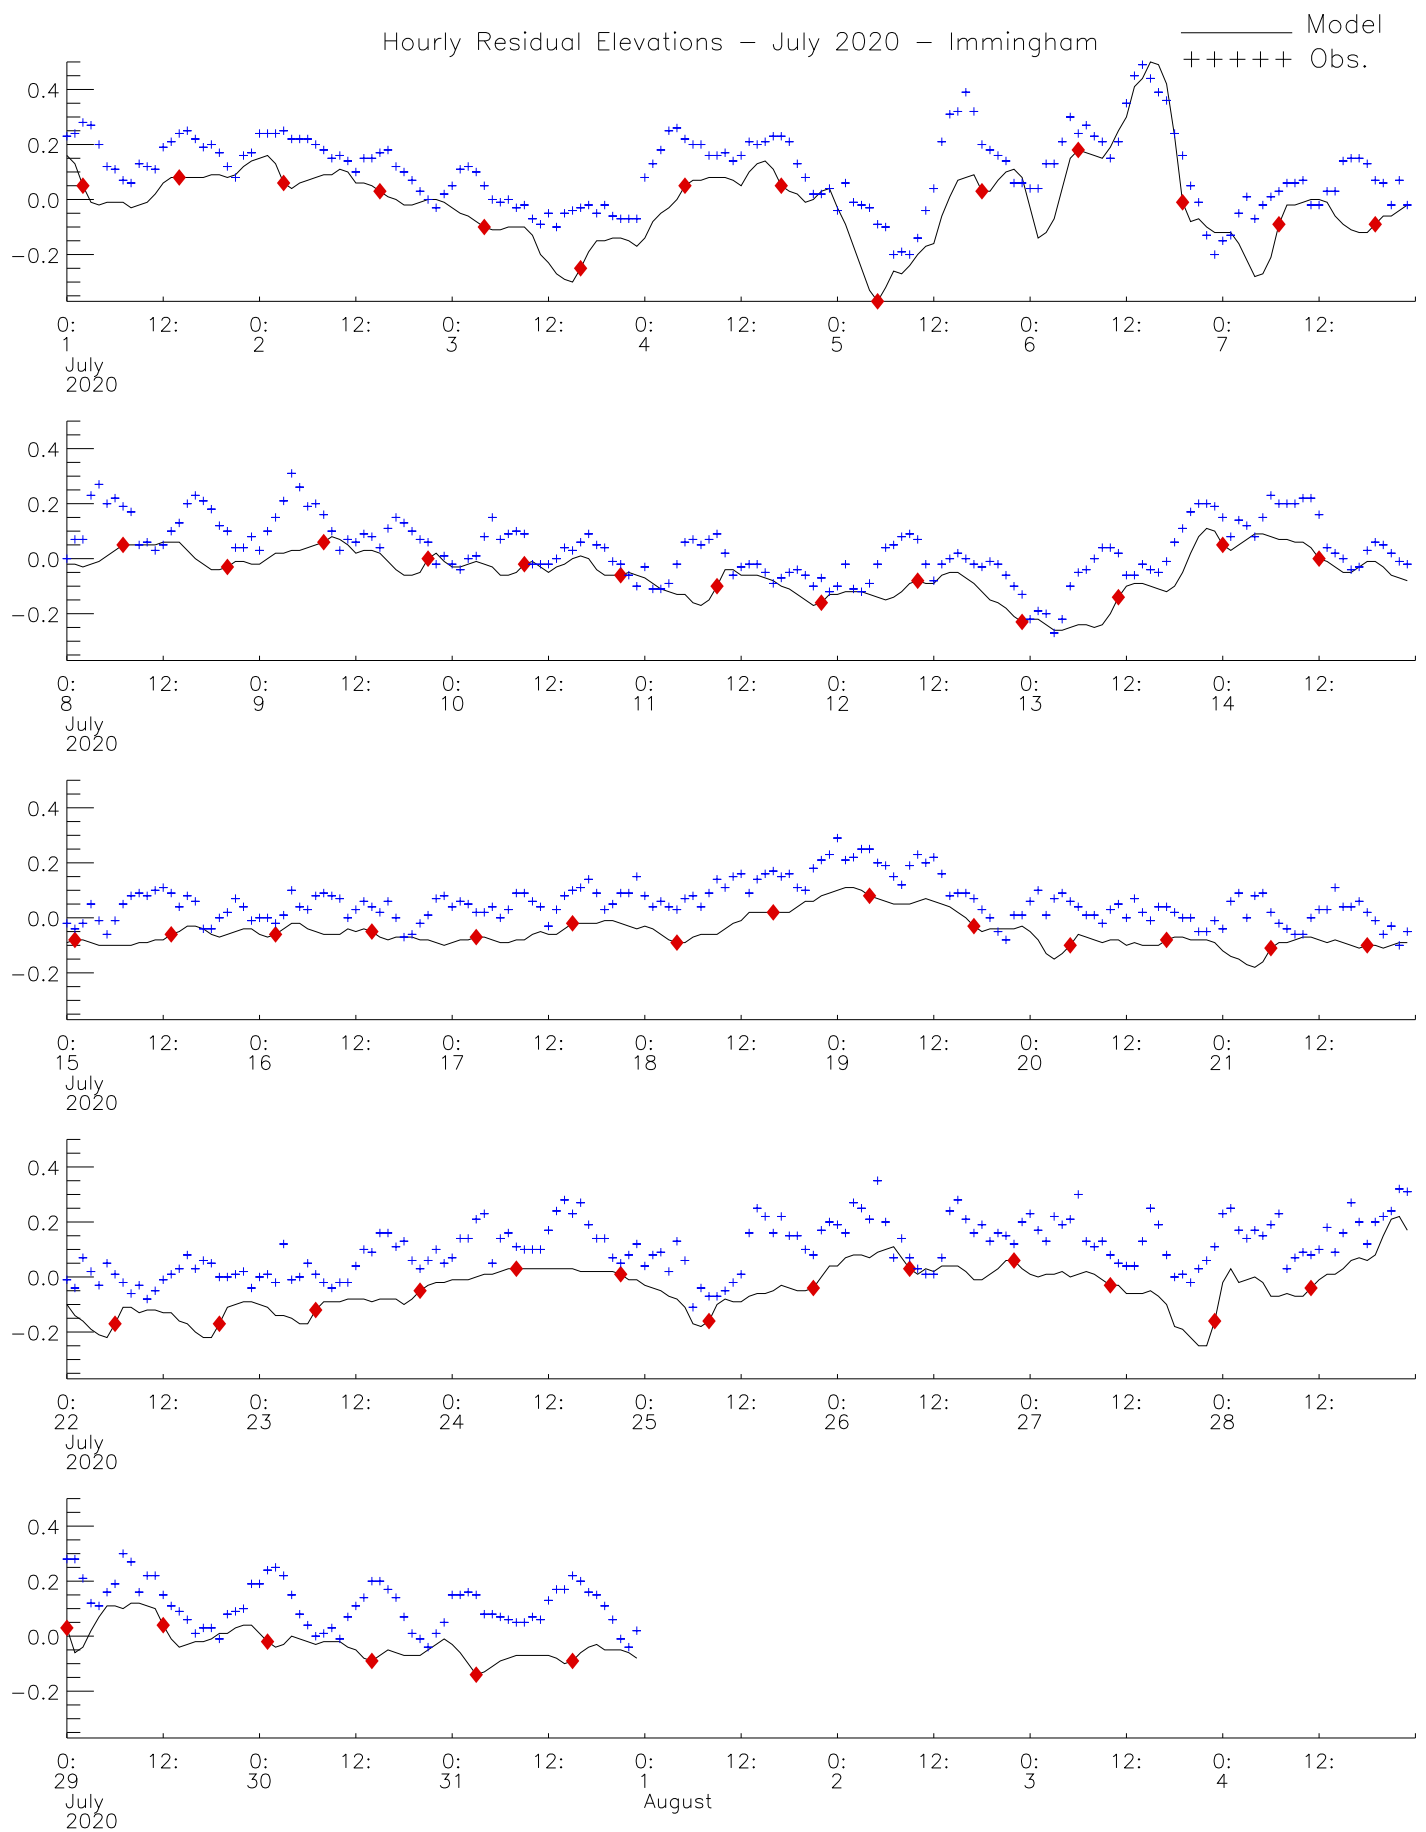 Hourly Residual Elevations − July 2020 − Immingham
Model
+++++ Obs.
0.4
0.2
0.0
−0.2
0: 12: 0: 12: 0: 12: 0: 12: 0: 12: 0: 12: 0: 12:
1 2 3 4 5 6 7
July
2020
0.4
0.2
0.0
−0.2
0: 12: 0: 12: 0: 12: 0: 12: 0: 12: 0: 12: 0: 12:
8 9 10 11 12 13 14
July
2020
0.4
0.2
0.0
−0.2
0: 12: 0: 12: 0: 12: 0: 12: 0: 12: 0: 12: 0: 12:
15 16 17 18 19 20 21
July
2020
0.4
0.2
0.0
−0.2
0: 12: 0: 12: 0: 12: 0: 12: 0: 12: 0: 12: 0: 12:
22 23 24 25 26 27 28
July
2020
0.4
0.2
0.0
−0.2
0: 12: 0: 12: 0: 12: 0: 12: 0: 12: 0: 12: 0: 12:
29 30 31 1 2 3 4
July August
2020